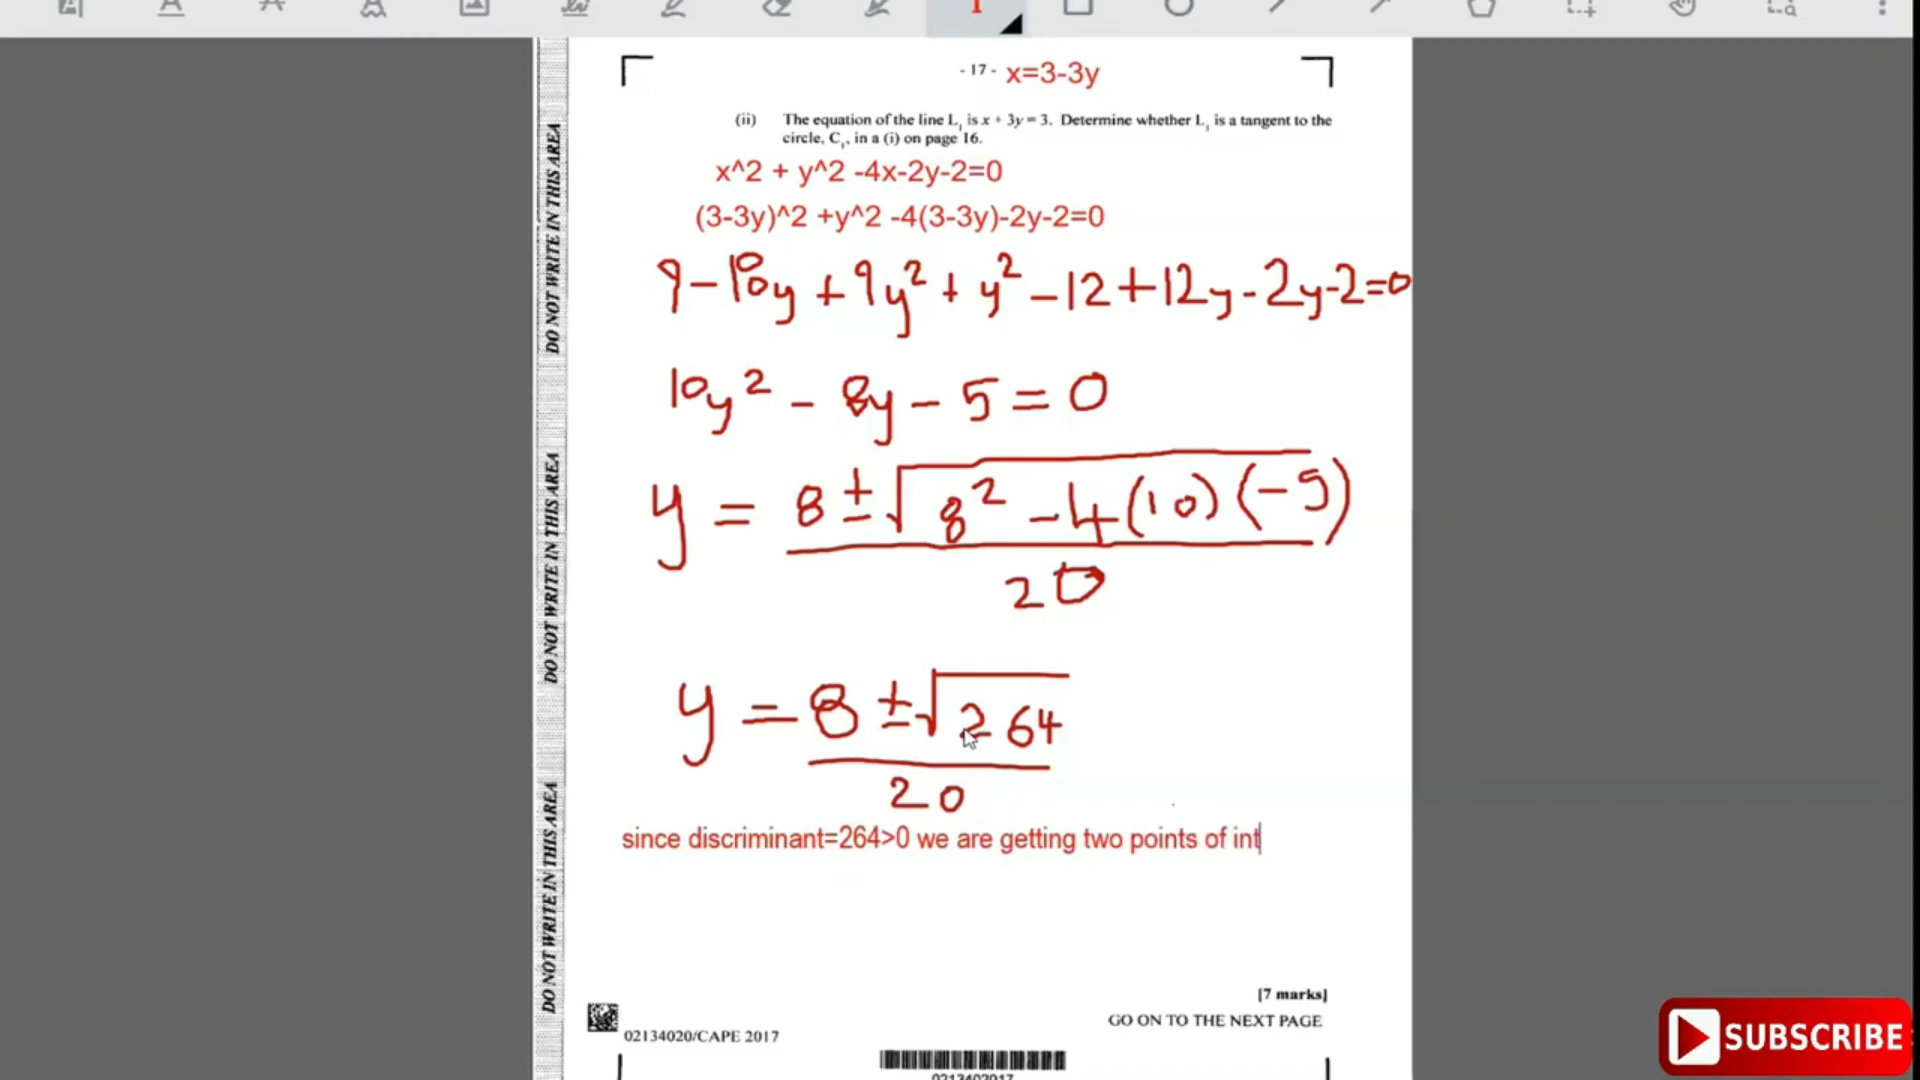 - 17 - x=3-3y
(ii) The equation of the line L₁ is x + 3y = 3. Determine whether L₁ is a tangent to the
circle, C₁, in a (i) on page 16.
x^2 + y^2 -4x-2y-2=0
(3-3y)^2 +y^2 -4(3-3y)-2y-2=0
9-18y+9y²+y²-12+12y-2y-2=0
10y² - 8y - 5 = 0
y = 8 ± √8² - 4(10)(-5)
20
y = 8 ± √264
20
since discriminant=264>0 we are getting two points of int
[7 marks]
GO ON TO THE NEXT PAGE
02134020/CAPE 2017
DO NOT WRITE IN THIS AREA
DO NOT WRITE IN THIS AREA
DO NOT WRITE IN THIS AREA
SUBSCRIBE